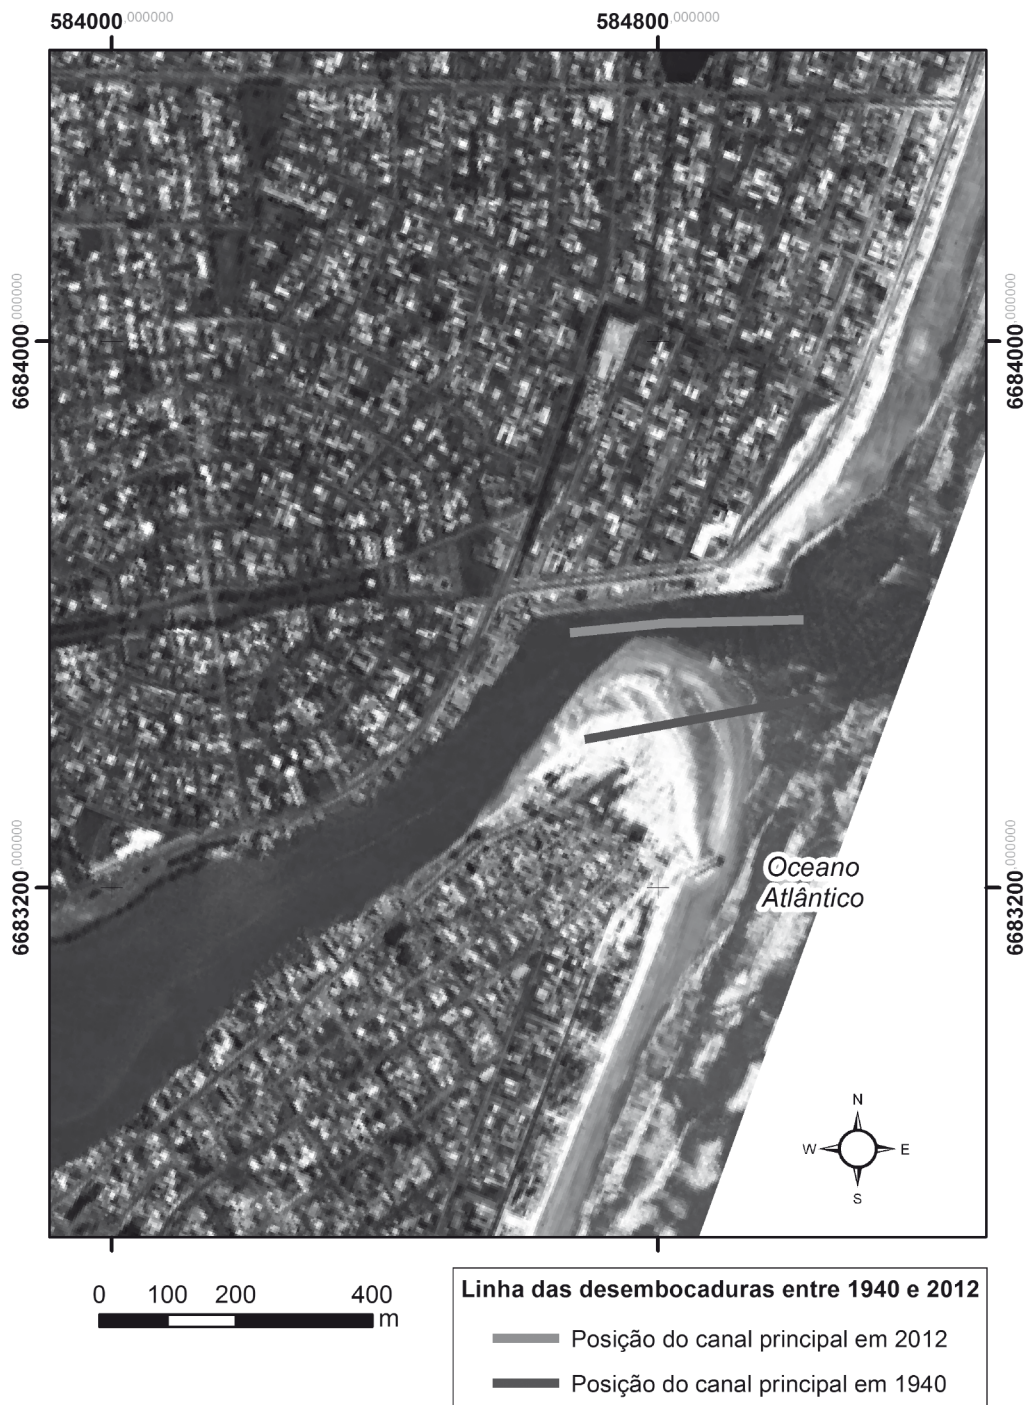 584000,000000
584800,000000
6684000,000000
6684000,000000
6683200,000000
6683200,000000
Oceano
Atlântico
N
W E
S
0 100 200 400
m
Linha das desembocaduras entre 1940 e 2012
Posição do canal principal em 2012
Posição do canal principal em 1940